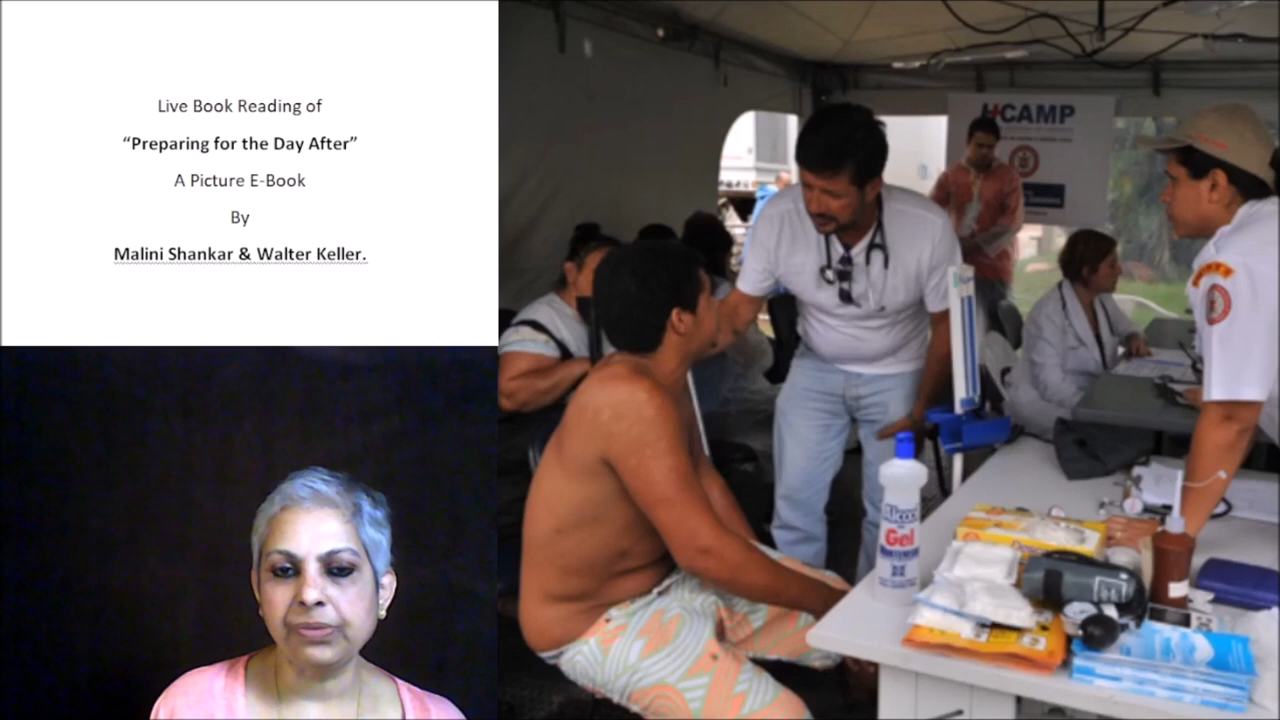 Live Book Reading of
“Preparing for the Day After”
A Picture E-Book
By
Malini Shankar & Walter Keller.
HCAMP
Gel